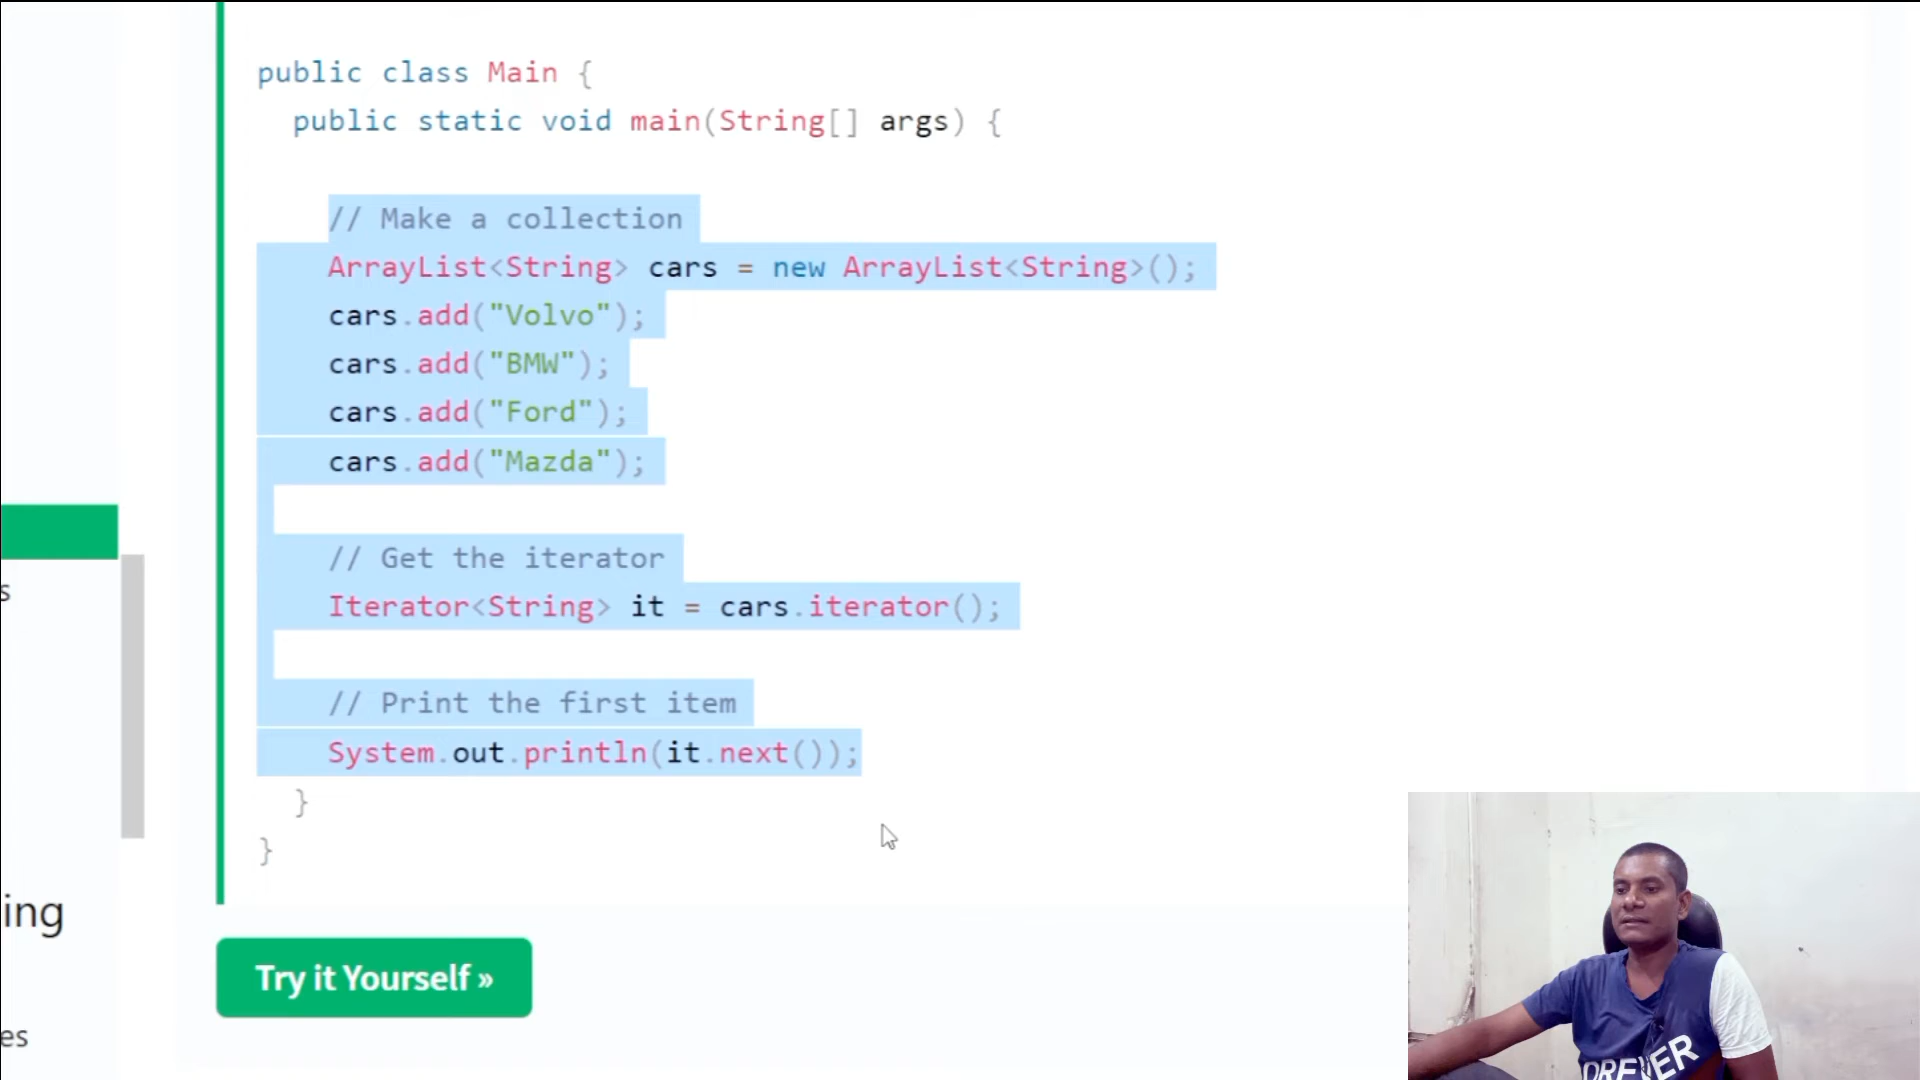 public class Main {
public static void main(String[] args) {
// Make a collection
ArrayList<String> cars = new ArrayList<String>();
cars.add("Volvo");
cars.add("BMW");
cars.add("Ford");
cars.add("Mazda");
// Get the iterator
Iterator<String> it = cars.iterator();
// Print the first item
System.out.println(it.next());
}
}
s
ing
es
Try it Yourself »
OREVER